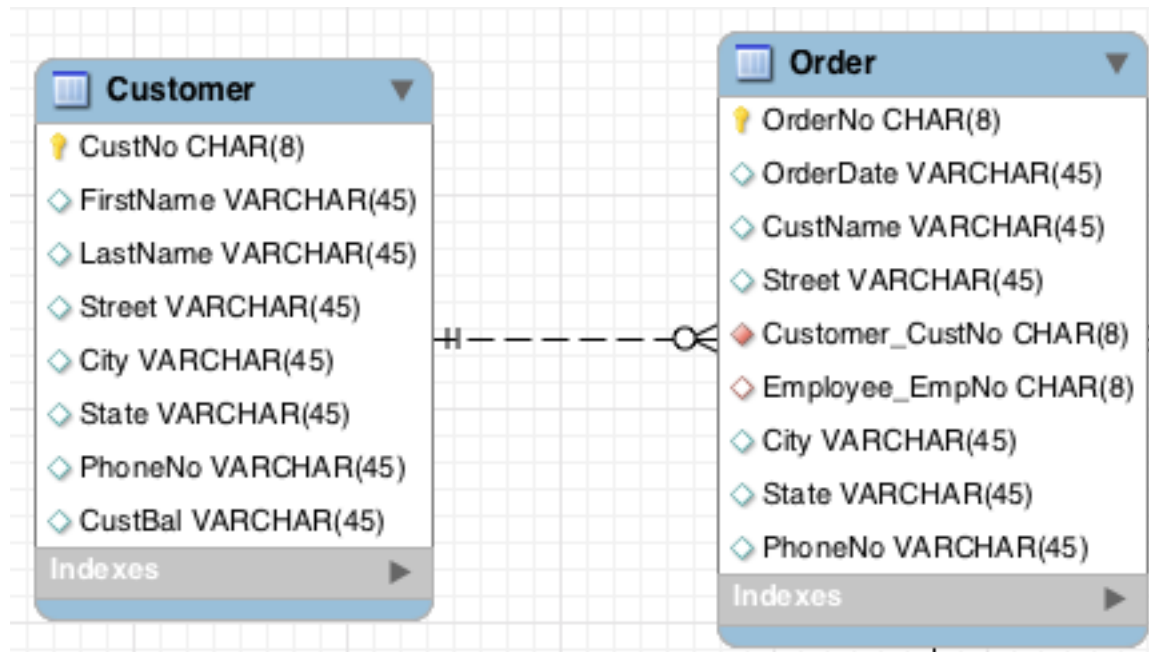 Customer
CustNo CHAR(8)
FirstName VARCHAR(45)
LastName VARCHAR(45)
Street VARCHAR(45)
City VARCHAR(45)
State VARCHAR(45)
PhoneNo VARCHAR(45)
CustBal VARCHAR(45)
Indexes
Order
OrderNo CHAR(8)
OrderDate VARCHAR(45)
CustName VARCHAR(45)
Street VARCHAR(45)
Customer_CustNo CHAR(8)
Employee_EmpNo CHAR(8)
City VARCHAR(45)
State VARCHAR(45)
PhoneNo VARCHAR(45)
Indexes